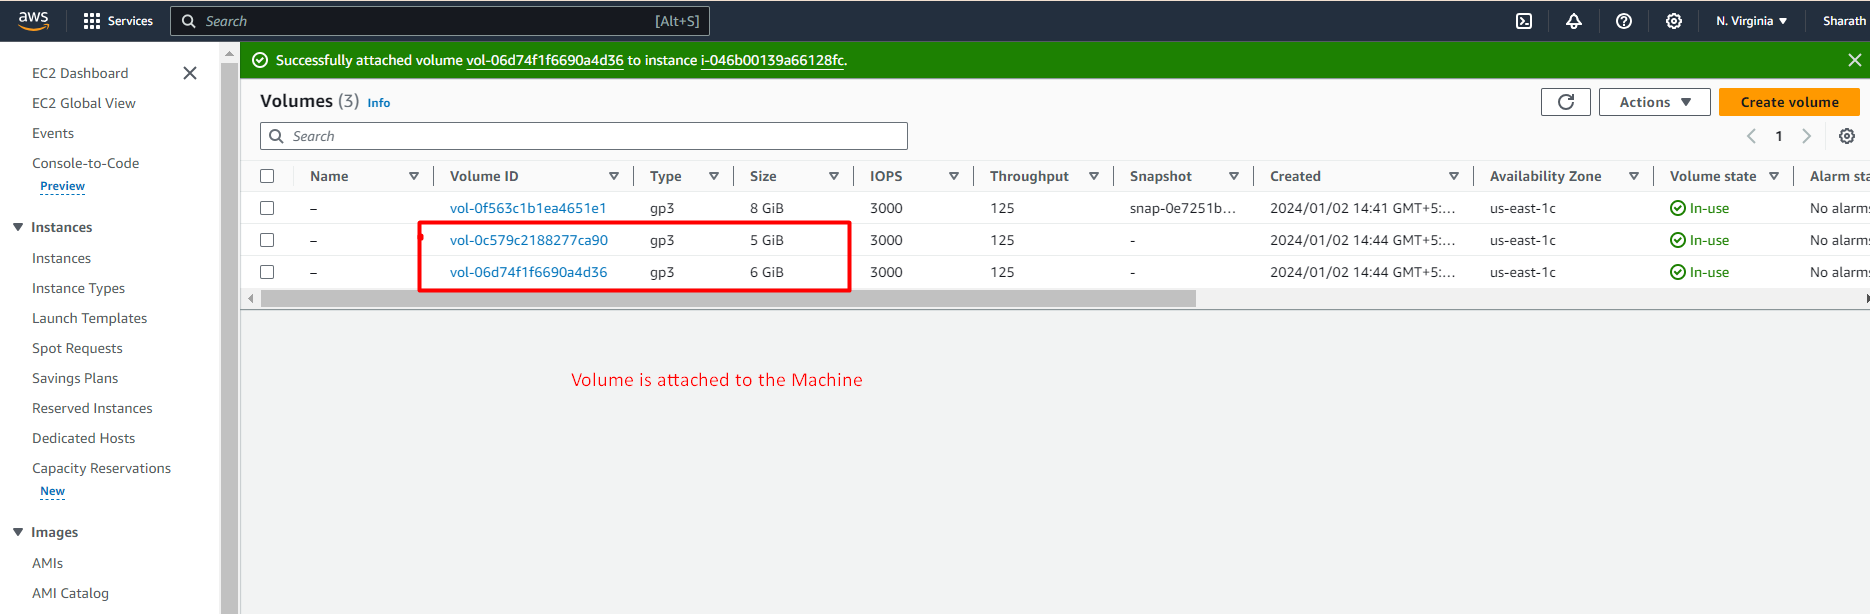 aws Services Search [Alt+S] N. Virginia Sharath
EC2 Dashboard
EC2 Global View
Events
Console-to-Code
Preview
Instances
Instances
Instance Types
Launch Templates
Spot Requests
Savings Plans
Reserved Instances
Dedicated Hosts
Capacity Reservations
New
Images
AMIs
AMI Catalog
Successfully attached volume vol-06d74f1f6690a4d36 to instance i-046b00139a66128fc.
Volumes (3) Info Actions Create volume
Search 1
Name Volume ID Type Size IOPS Throughput Snapshot Created Availability Zone Volume state Alarm sta
– vol-0f563c1b1ea4651e1 gp3 8 GiB 3000 125 snap-0e7251b... 2024/01/02 14:41 GMT+5:... us-east-1c In-use No alarms
– vol-0c579c2188277ca90 gp3 5 GiB 3000 125 - 2024/01/02 14:44 GMT+5:... us-east-1c In-use No alarms
– vol-06d74f1f6690a4d36 gp3 6 GiB 3000 125 - 2024/01/02 14:44 GMT+5:... us-east-1c In-use No alarms
Volume is attached to the Machine